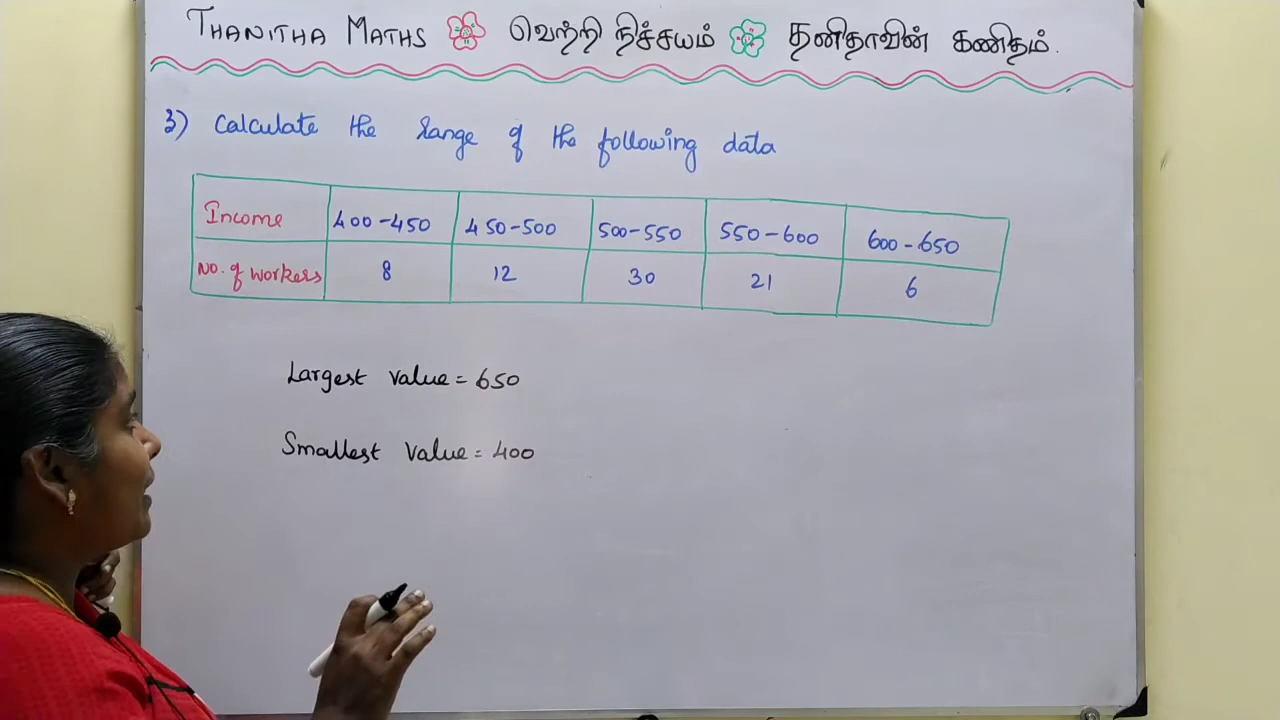 THANITHA MATHS வெற்றி நிச்சயம் தனிதாவின் கணிதம்.
3) Calculate the range of the following data
Income 400-450 450-500 500-550 550-600 600-650
No. of workers 8 12 30 21 6
Largest value = 650
Smallest value = 400